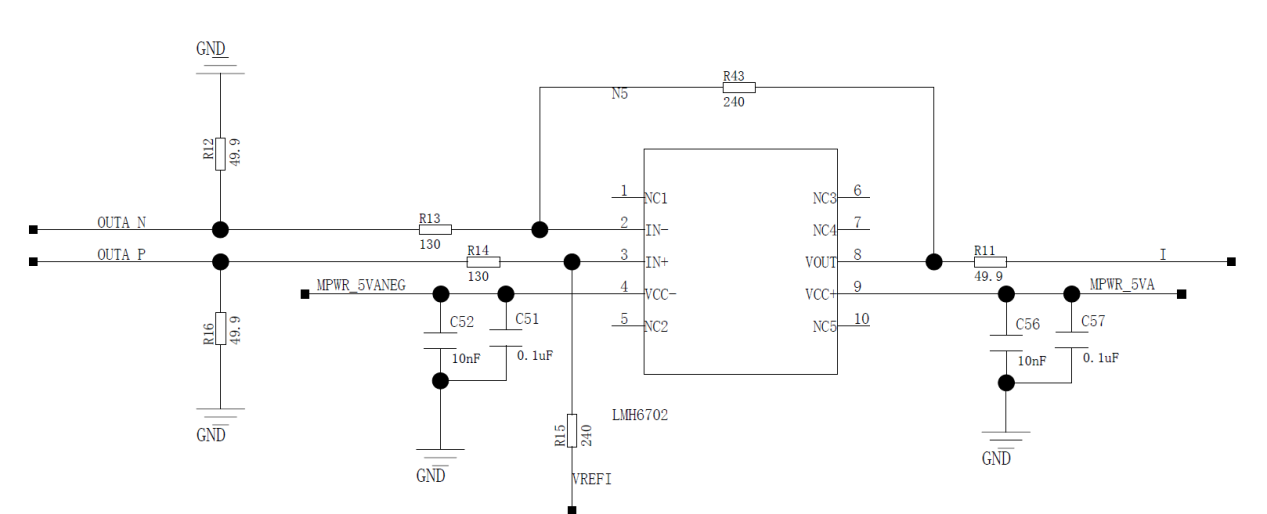 GND
R43
N5
240
R12
49.9
1
NC1
NC3
6
OUTA N
R13
2
IN-
NC4
7
130
OUTA P
R14
3
IN+
VOUT
8
R11
I
130
49.9
MPWR_5VANEG
4
VCC-
VCC+
9
MPWR_5VA
R16
49.9
C52
C51
5
NC2
NC5
10
C56
C57
10nF
0.1uF
10nF
0.1uF
LMH6702
GND
R15
240
GND
GND
VREFI